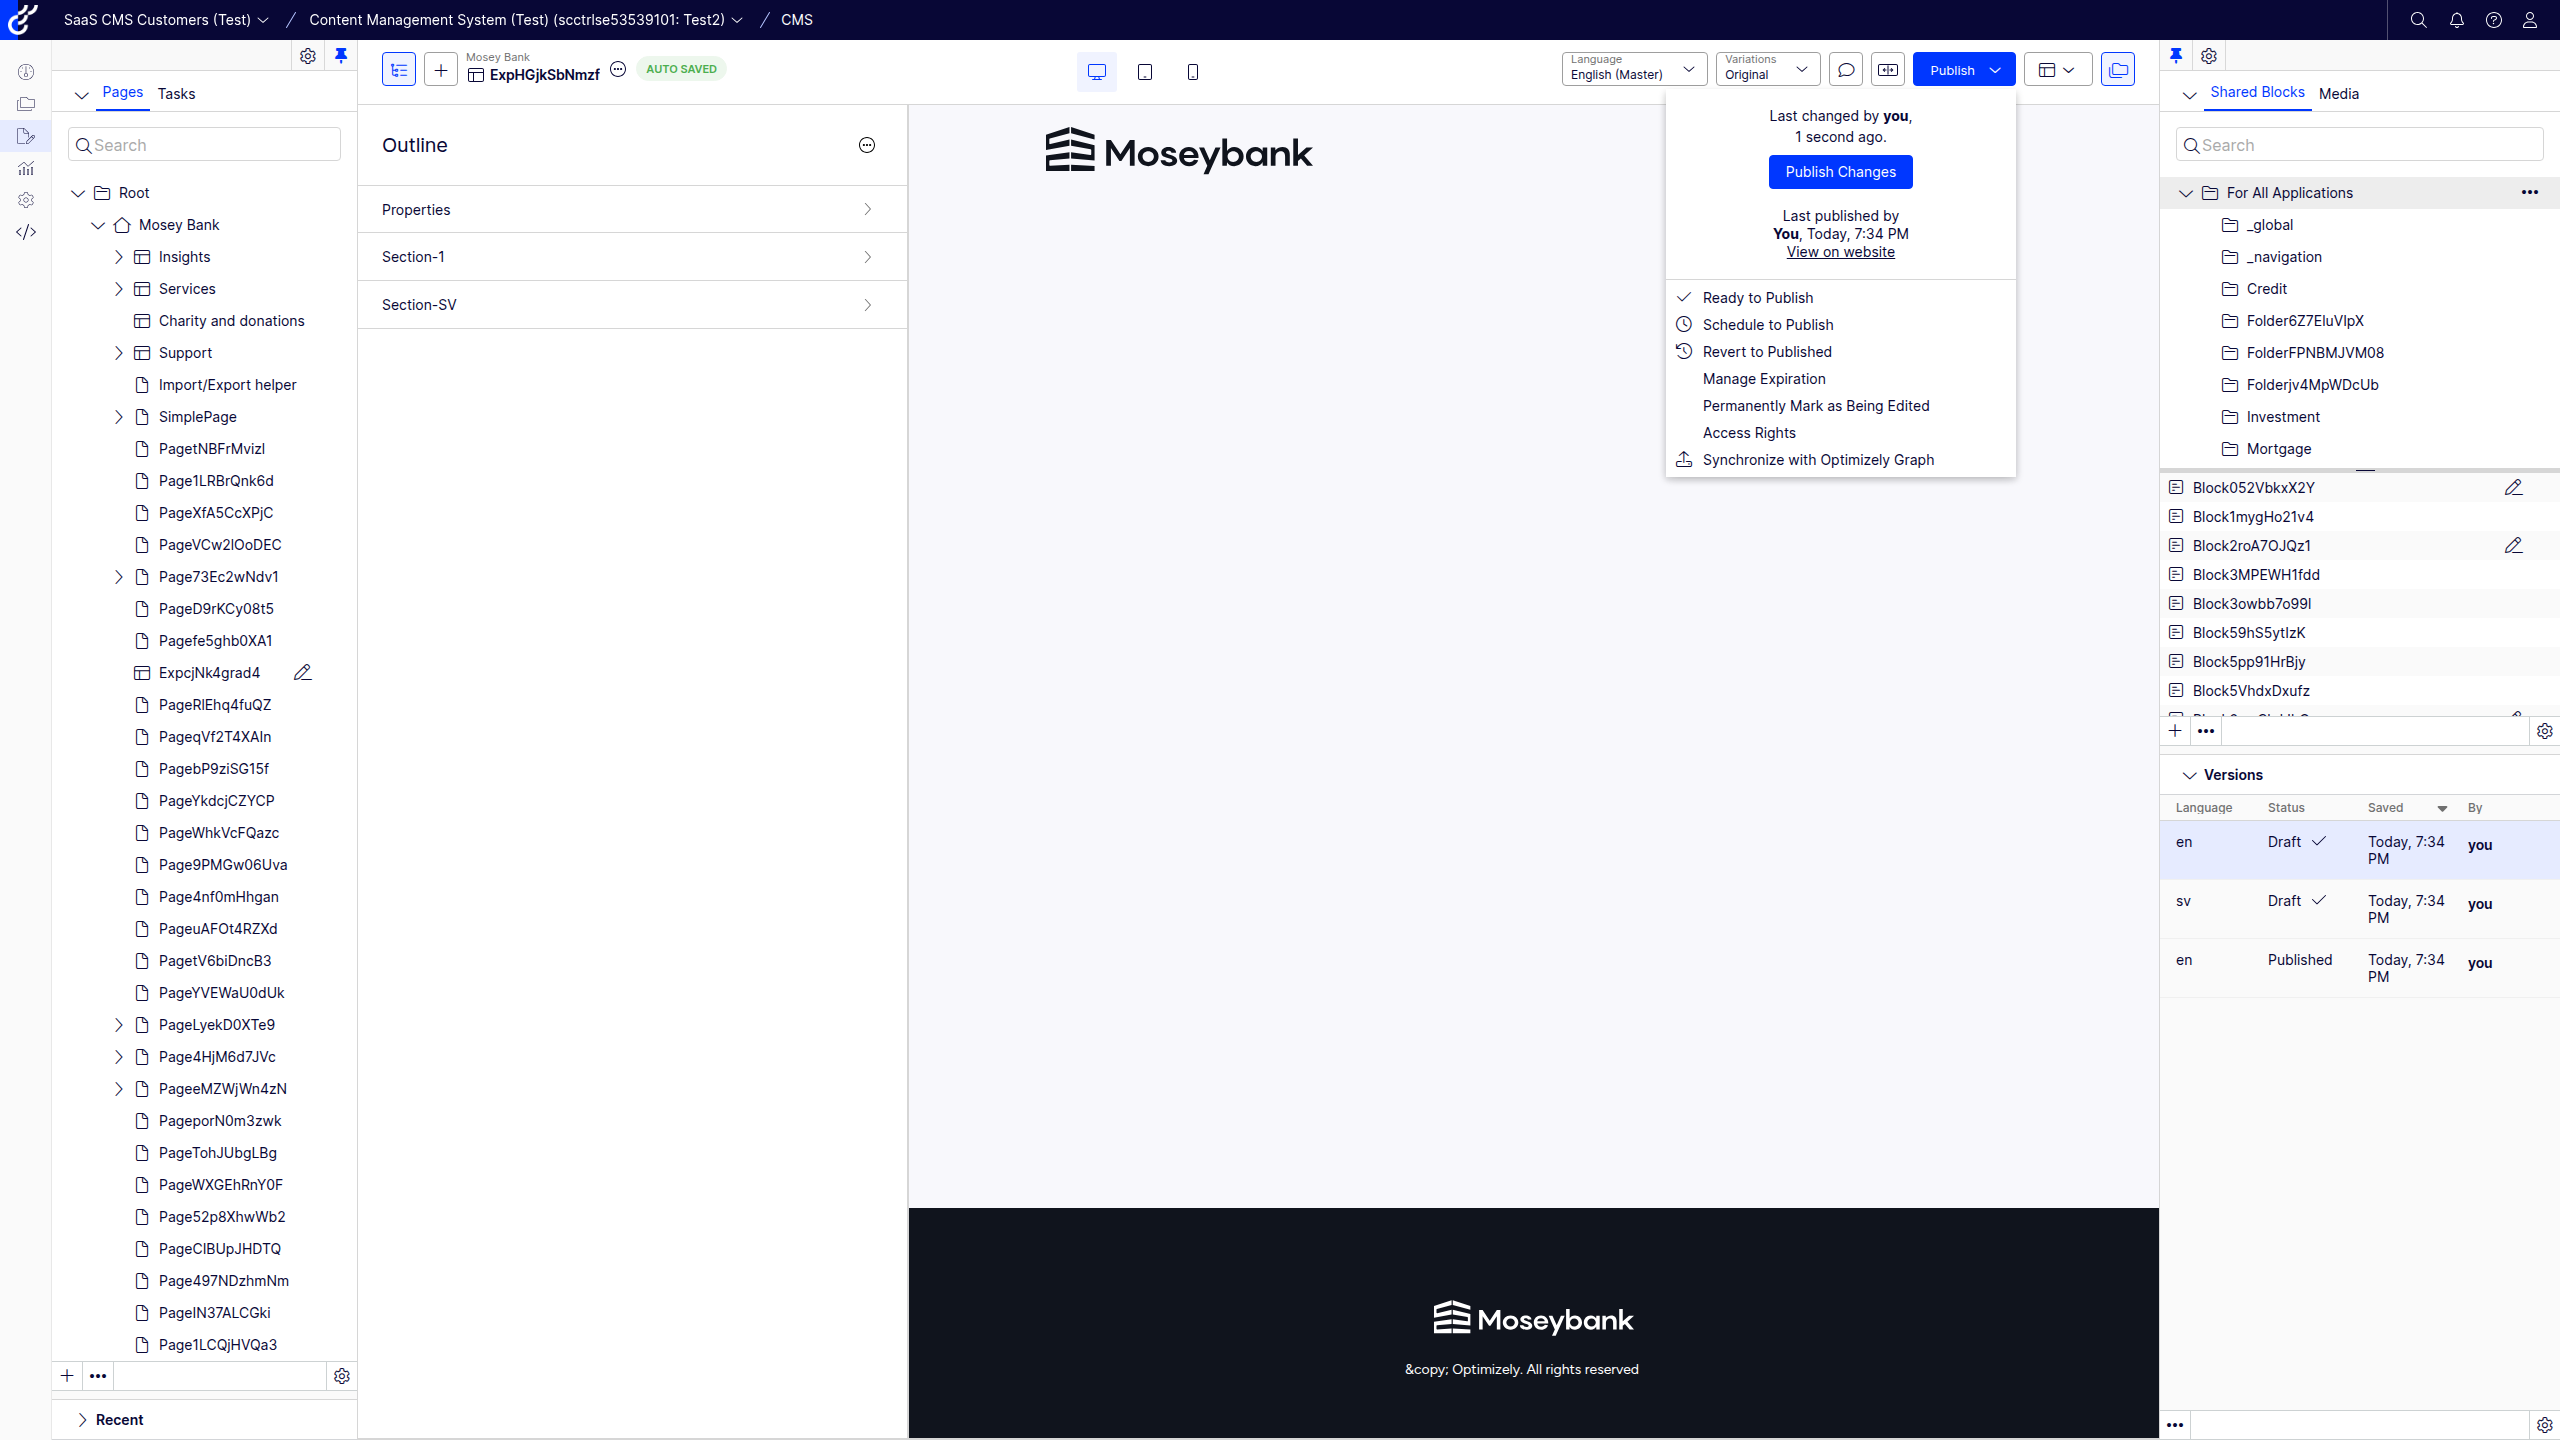 SaaS CMS Customers (Test)
Content Management System (Test) (scctrlse53539101: Test2)
CMS
Pages
Tasks
Search
Root
Mosey Bank
Insights
Services
Charity and donations
Support
Import/Export helper
SimplePage
PagetNBFrMvizI
Page1LRBrQnk6d
PageXfA5CcXPjC
PageVCw2lOoDEC
Page73Ec2wNdv1
PageD9rKCy08t5
Pagefe5ghb0XA1
ExpcjNk4grad4
PageRlEhq4fuQZ
PageqVf2T4XAln
PagebP9ziSG15f
PageYkdcjCZYCP
PageWhkVcFQazc
Page9PMGw06Uva
Page4nf0mHhgan
PageuAFOt4RZXd
PagetV6biDncB3
PageYVEWaU0dUk
PageLyekD0XTe9
Page4HjM6d7JVc
PageeMZWjWn4zN
PageporN0m3zwk
PageTohJUbgLBg
PageWXGEhRnY0F
Page52p8XhwWb2
PageClBUpJHDTQ
Page497NDzhmNm
PageIN37ALCGki
Page1LCQjHVQa3
Recent
Mosey Bank
ExpHGjkSbNmzf
AUTO SAVED
Language
English (Master)
Variations
Original
Publish
Outline
Properties
Section-1
Section-SV
Moseybank
Last changed by you,
1 second ago.
Publish Changes
Last published by
You, Today, 7:34 PM
View on website
Ready to Publish
Schedule to Publish
Revert to Published
Manage Expiration
Permanently Mark as Being Edited
Access Rights
Synchronize with Optimizely Graph
Moseybank
&copy; Optimizely. All rights reserved
Shared Blocks
Media
Search
For All Applications
_global
_navigation
Credit
Folder6Z7EluVlpX
FolderFPNBMJVM08
Folderjv4MpWDcUb
Investment
Mortgage
Block052VbkxX2Y
Block1mygHo21v4
Block2roA7OJQz1
Block3MPEWH1fdd
Block3owbb7o99l
Block59hS5ytIzK
Block5pp91HrBjy
Block5VhdxDxufz
Versions
Language Status Saved By
en Draft Today, 7:34 PM you
sv Draft Today, 7:34 PM you
en Published Today, 7:34 PM you